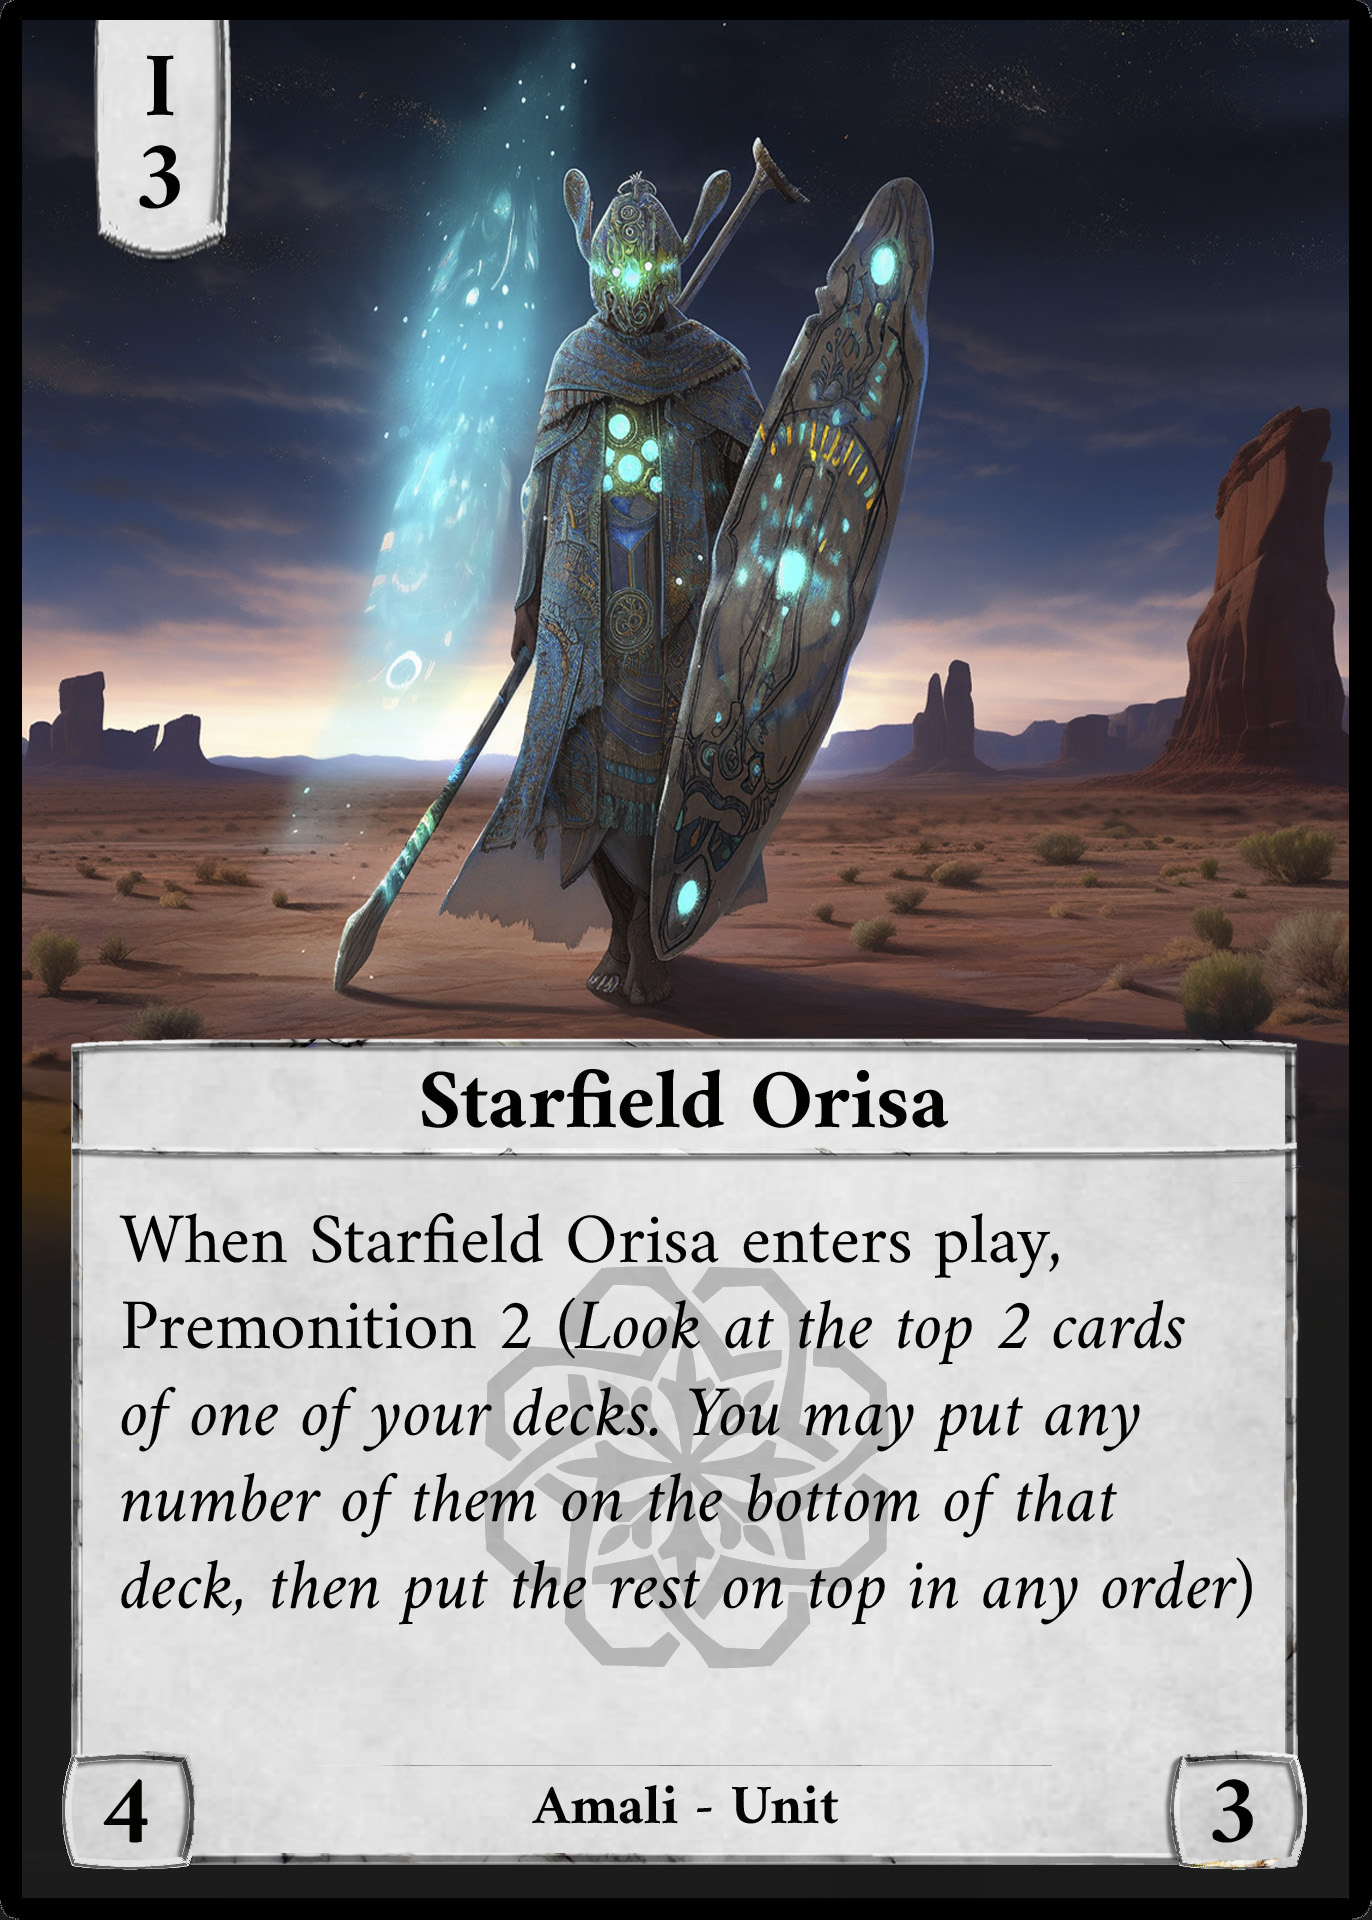 I
3
Starfield Orisa
When Starfield Orisa enters play,
Premonition 2 (Look at the top 2 cards
of one of your decks. You may put any
number of them on the bottom of that
deck, then put the rest on top in any order)
4
Amali - Unit
3